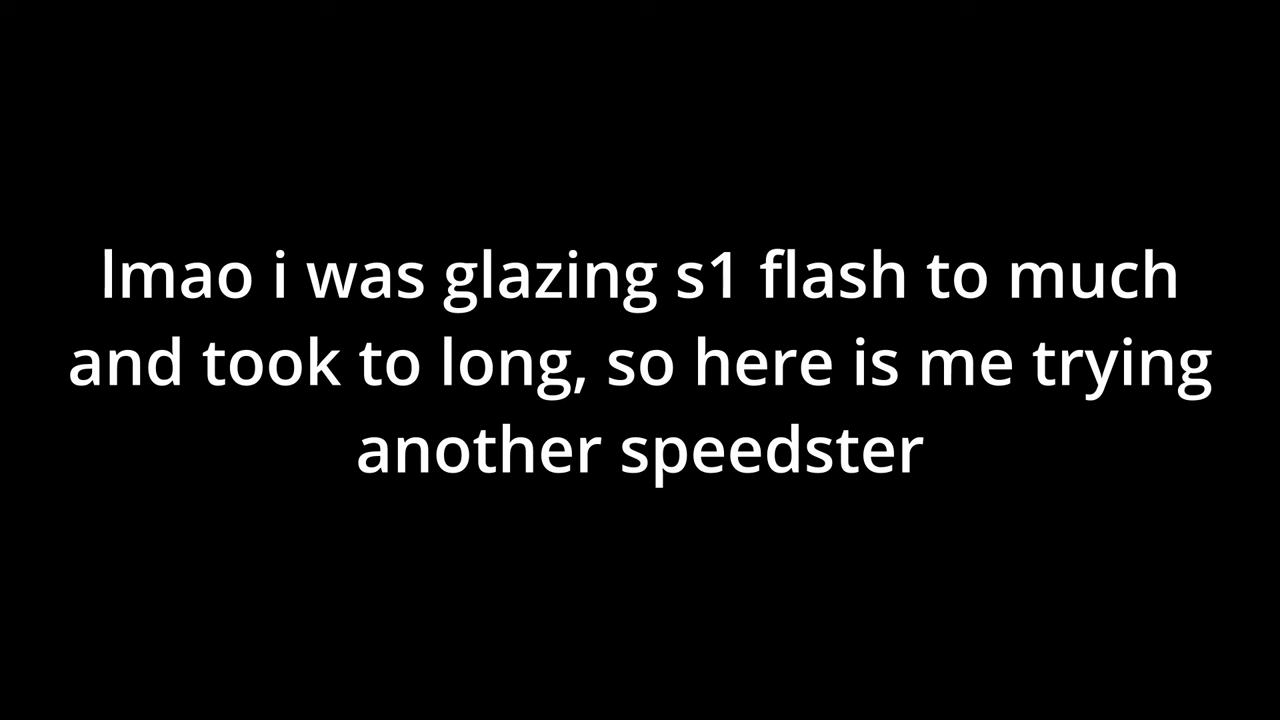 lmao i was glazing s1 flash to much
and took to long, so here is me trying
another speedster